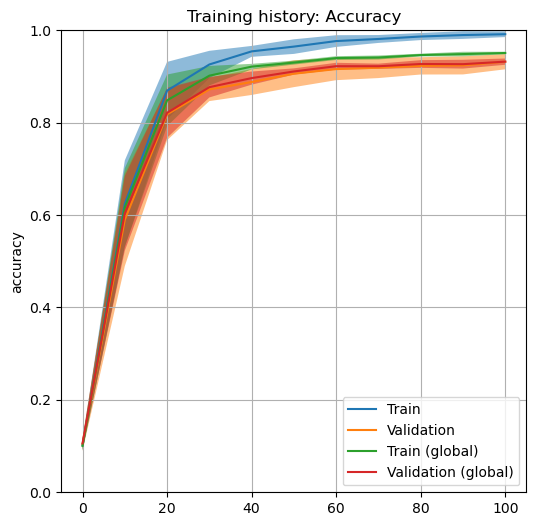 Training history: Accuracy
1.0
0.8
0.6
0.4
0.2
0.0
accuracy
0 20 40 60 80 100
Train
Validation
Train (global)
Validation (global)